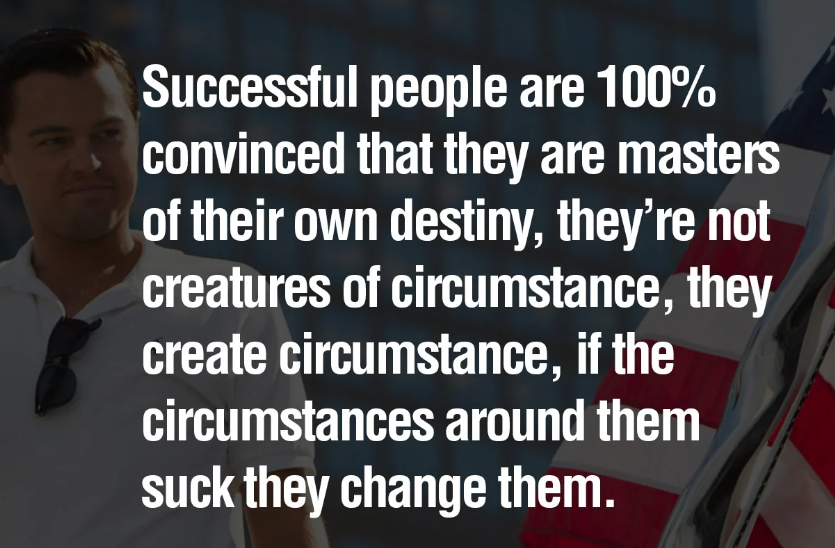 Successful people are 100%
convinced that they are masters
of their own destiny, they’re not
creatures of circumstance, they
create circumstance, if the
circumstances around them
suck they change them.